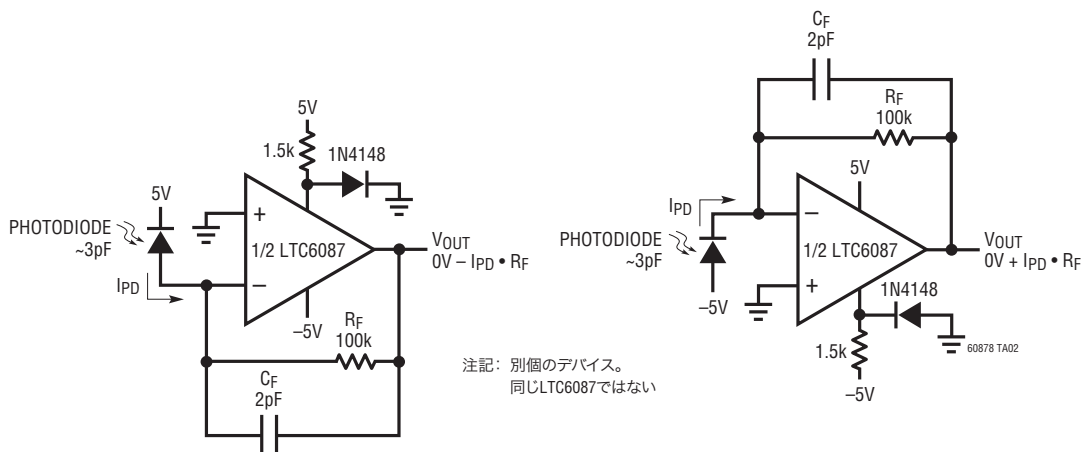 5V
1.5k
1N4148
5V
PHOTODIODE
~3pF
+
1/2 LTC6087
VOUT
0V – IPD • RF
IPD
−
–5V
RF
100k
CF
2pF
注記：別個のデバイス。
同じLTC6087ではない
CF
2pF
RF
100k
5V
IPD
−
PHOTODIODE
~3pF
1/2 LTC6087
VOUT
0V + IPD • RF
–5V
+
1N4148
1.5k
60878 TA02
–5V